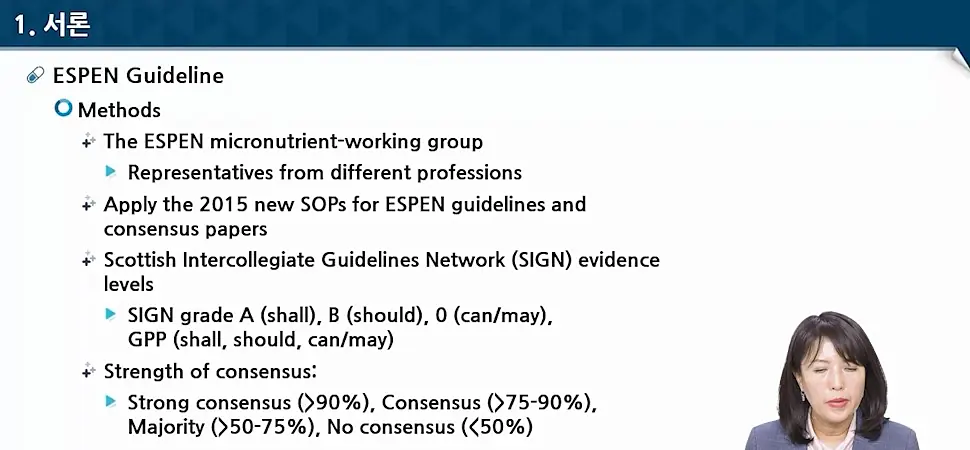 1. 서론
ESPEN Guideline
Methods
The ESPEN micronutrient-working group
Representatives from different professions
Apply the 2015 new SOPs for ESPEN guidelines and
consensus papers
Scottish Intercollegiate Guidelines Network (SIGN) evidence
levels
SIGN grade A (shall), B (should), 0 (can/may),
GPP (shall, should, can/may)
Strength of consensus:
Strong consensus (>90%), Consensus (>75-90%),
Majority (>50-75%), No consensus (<50%)